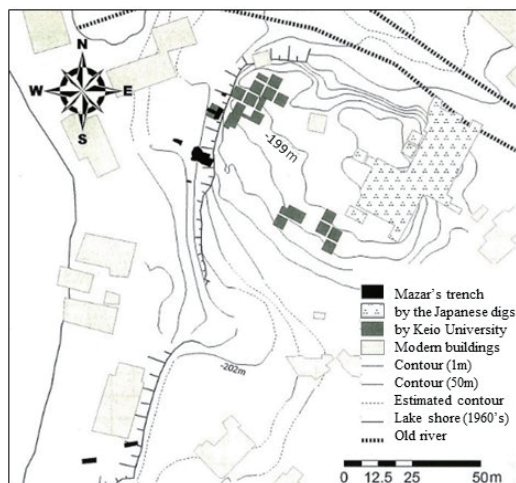 N
W E
S
-199m
-202m
Mazar's trench
by the Japanese digs
by Keio University
Modern buildings
Contour (1m)
Contour (50m)
Estimated contour
Lake shore (1960's)
Old river
0 12.5 25 50m